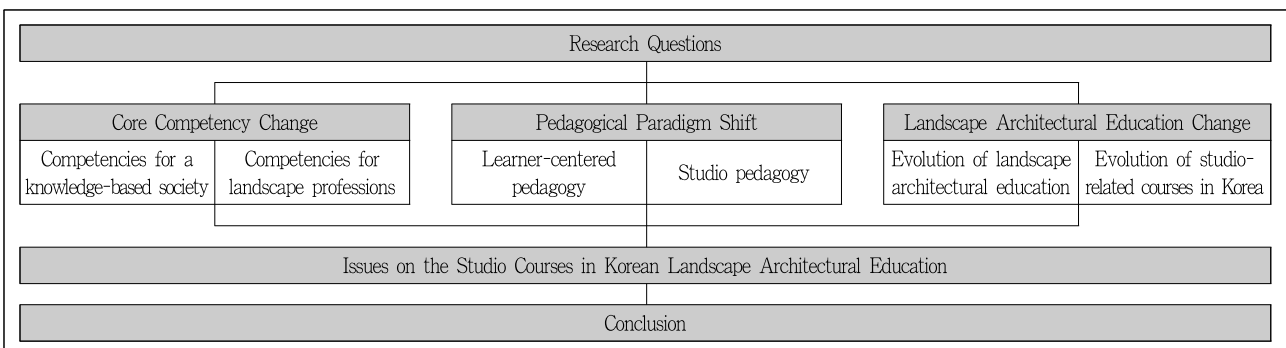 Research Questions
Core Competency Change
Competencies for a
knowledge-based society
Competencies for
landscape professions
Pedagogical Paradigm Shift
Learner-centered
pedagogy
Studio pedagogy
Landscape Architectural Education Change
Evolution of landscape
architectural education
Evolution of studio-
related courses in Korea
Issues on the Studio Courses in Korean Landscape Architectural Education
Conclusion